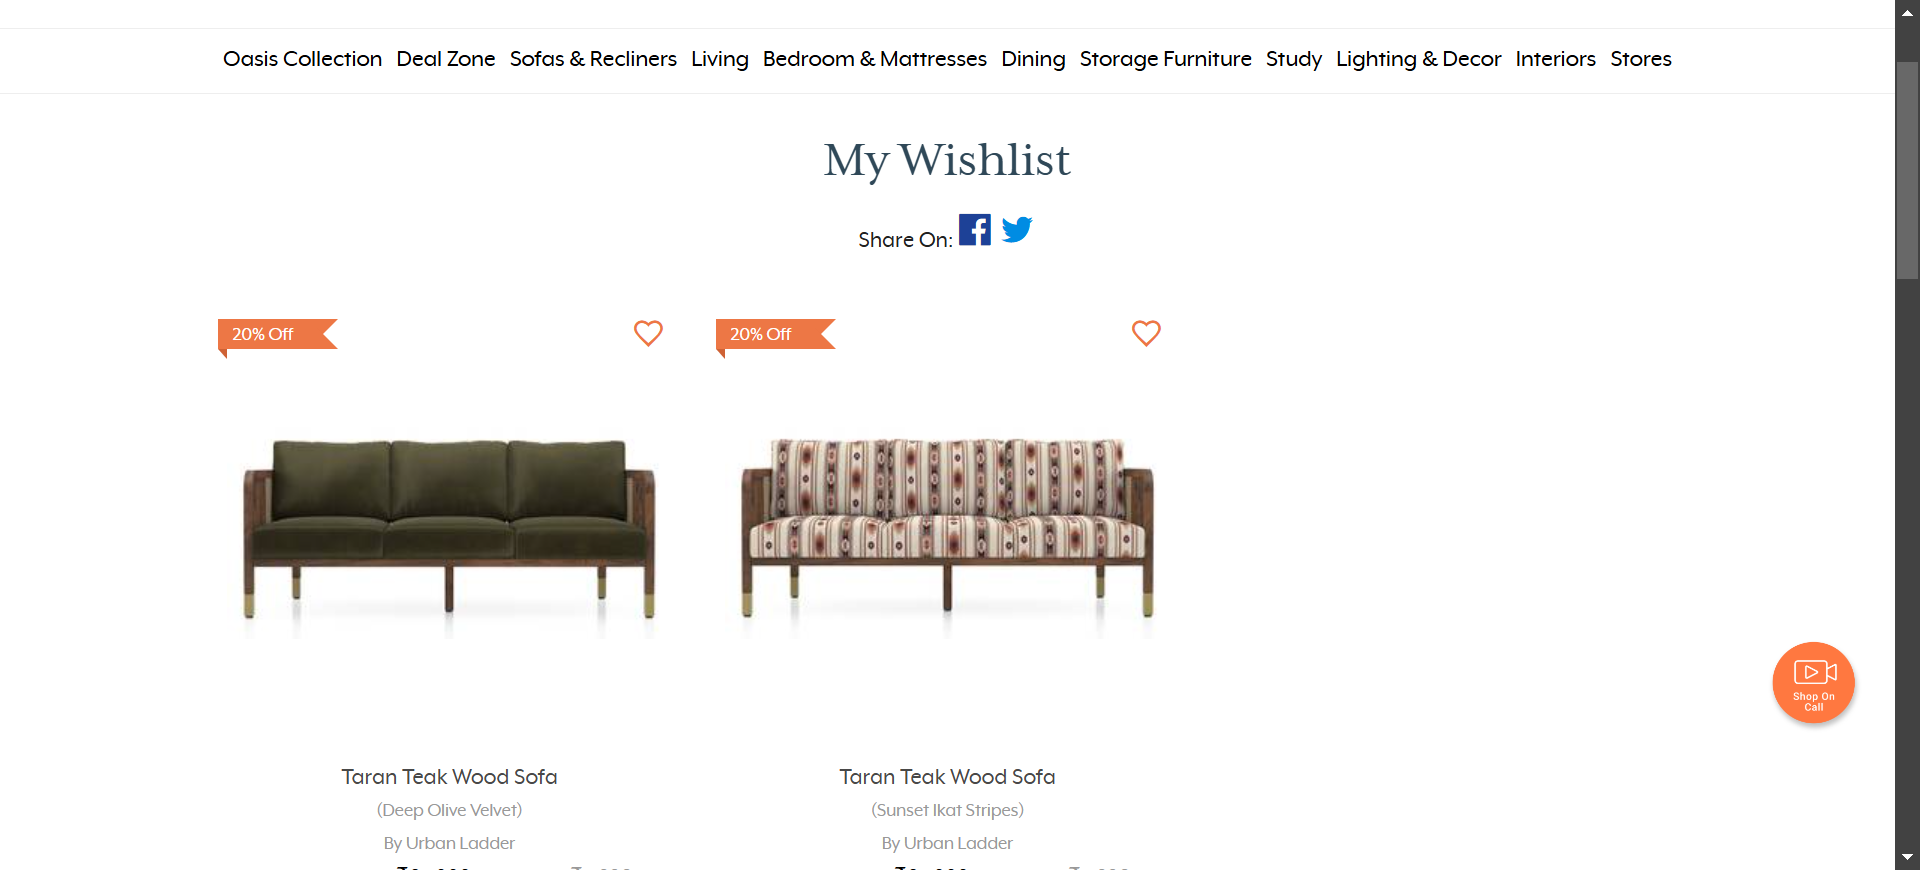 Oasis Collection Deal Zone Sofas & Recliners Living Bedroom & Mattresses Dining Storage Furniture Study Lighting & Decor Interiors Stores
My Wishlist
Share On:
20% Off
20% Off
Taran Teak Wood Sofa
(Deep Olive Velvet)
By Urban Ladder
Taran Teak Wood Sofa
(Sunset Ikat Stripes)
By Urban Ladder
Shop On
Call